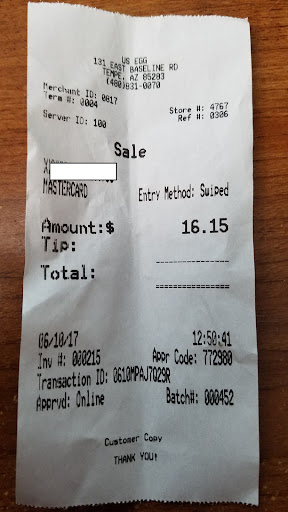 US EGG
131 EAST BASELINE RD
TEMPE, AZ 85283
(480)831-0070
Merchant ID: 0817
Term #: 0004
Store #: 4767
Ref #: 0306
Server ID: 100
Sale
MASTERCARD
Entry Method: Swiped
Amount:$ 16.15
Tip:
Total:
06/10/17 12:50:41
Inv #: 000215 Appr Code: 772980
Transaction ID: 0610MPAJ7Q29R
Apprvd: Online Batch#: 000452
Customer Copy
THANK YOU!